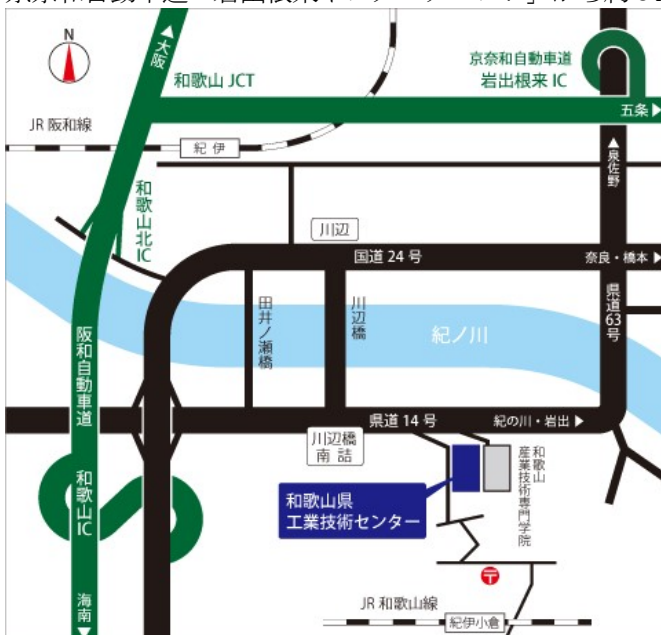 N
大阪
和歌山 JCT
京奈和自動車道
岩出根来 IC
五条
JR 阪和線
紀伊
泉佐野
和歌山北IC
川辺
国道 24 号
奈良・橋本
県道63号
田井ノ瀬橋
川辺橋
紀ノ川
阪和自動車道
県道 14 号
紀の川・岩出
川辺橋
南詰
和歌山
産業技術専門学院
和歌山IC
和歌山県
工業技術センター
海南
JR 和歌山線
紀伊小倉